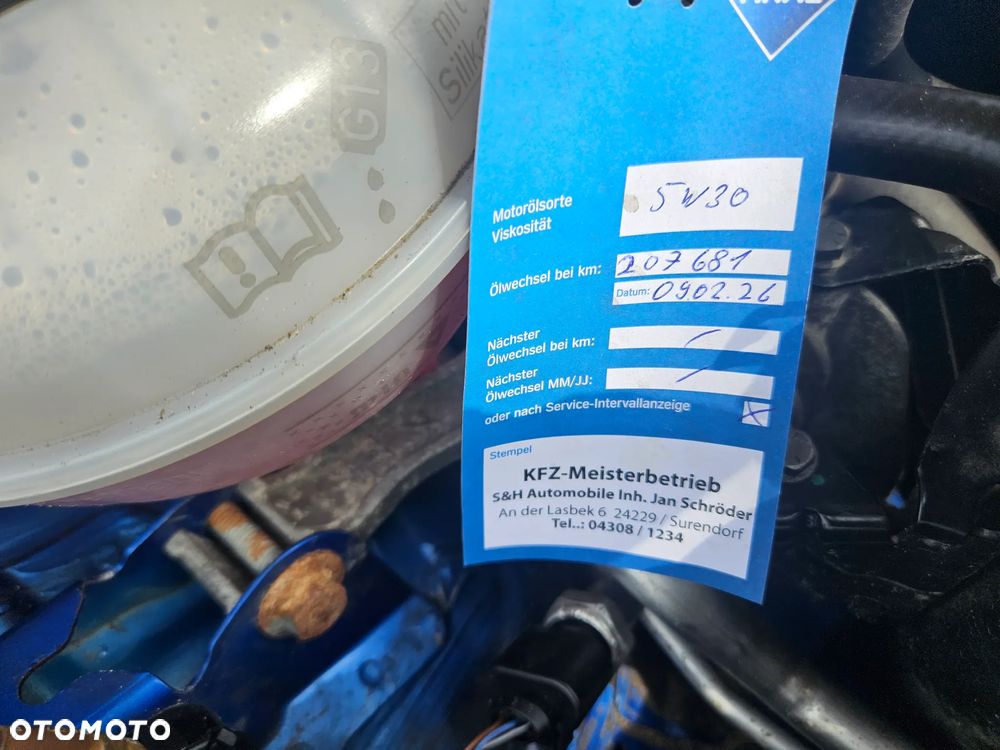 G13
mit
Motorölsorte
Viskosität
5W30
Ölwechsel bei km: 207681
Datum: 0902.26
Nächster
Ölwechsel bei km: /
Nächster
Ölwechsel MM/JJ: /
oder nach Service-Intervallanzeige X
Stempel
KFZ-Meisterbetrieb
S&H Automobile Inh. Jan Schröder
An der Lasbek 6 24229 / Surendorf
Tel..: 04308 / 1234
OTOMOTO